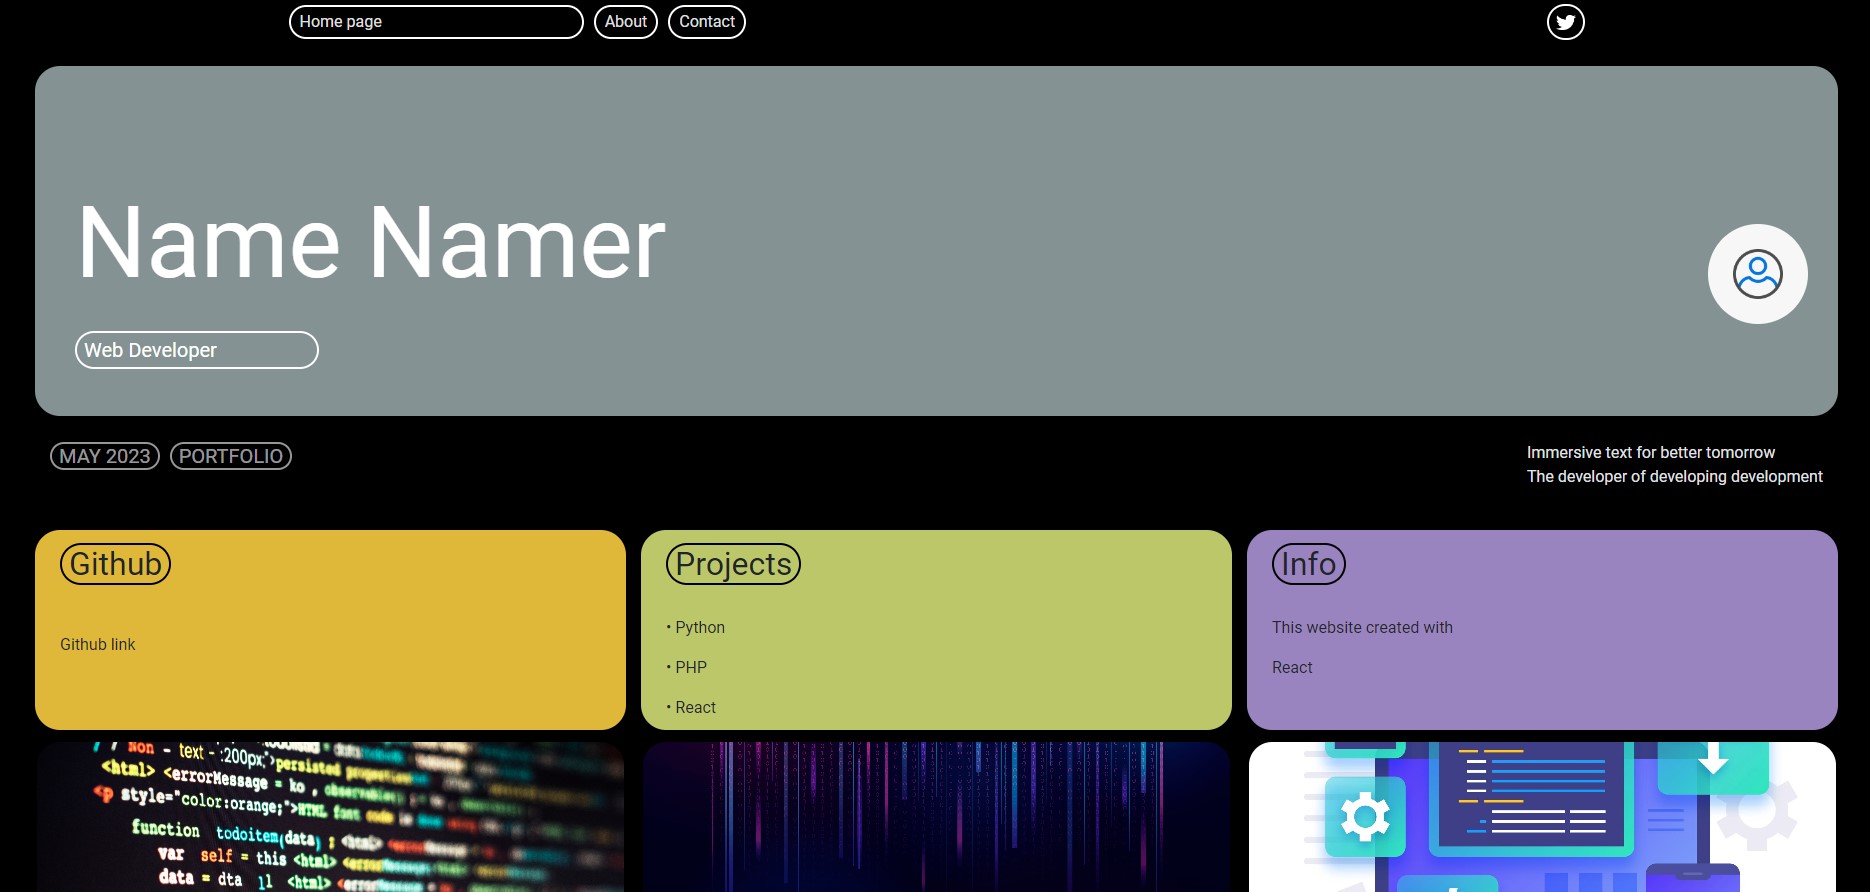 Home page About Contact
Name Namer
Web Developer
MAY 2023 PORTFOLIO
Immersive text for better tomorrow
The developer of developing development
Github
Github link
Projects
• Python
• PHP
• React
Info
This website created with
React
Non - text - :200px;">persisted
<html> <errorMessage = ko , observable
<p style="color:orange;">HTML font code is
function todoitem(data) ; <html>
var self = this <html>
data = dta <html> <errorMessage =